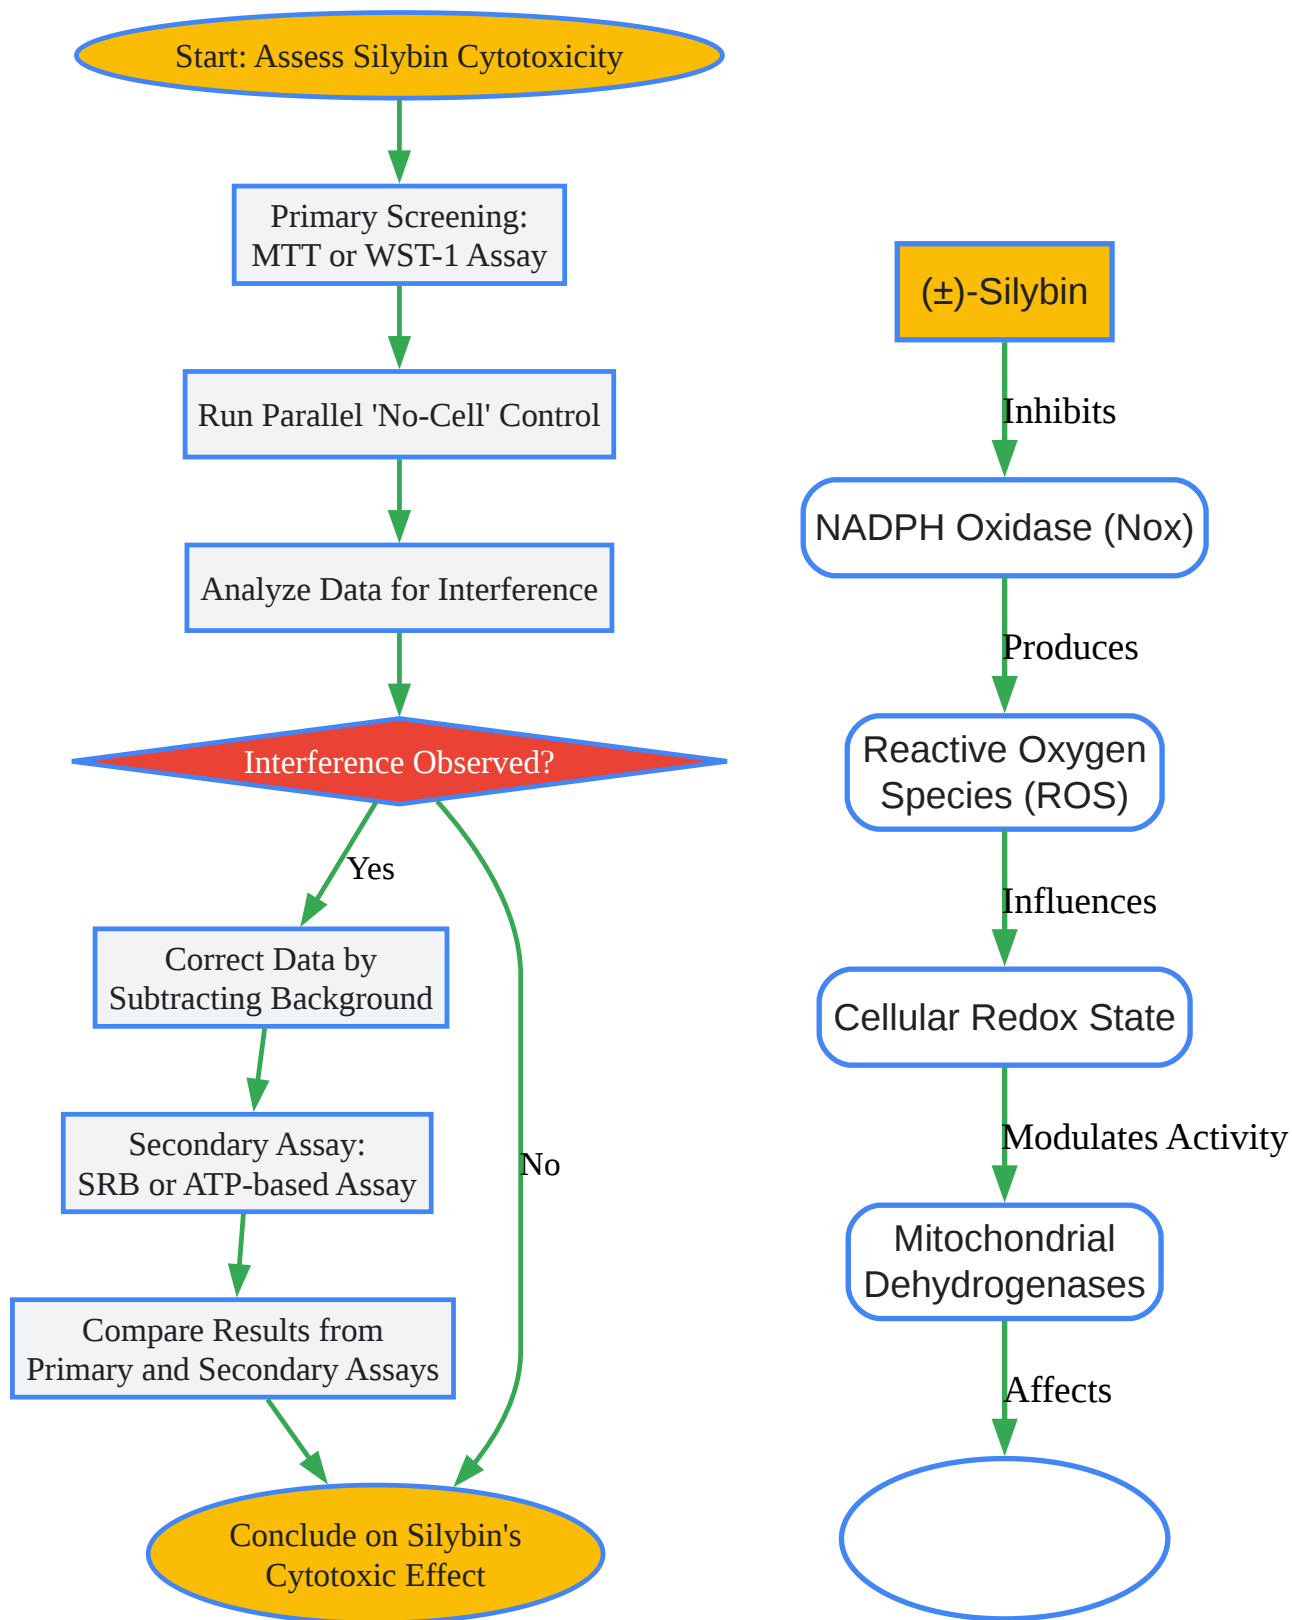 Start: Assess Silybin Cytotoxicity
Primary Screening:
MTT or WST-1 Assay
Run Parallel 'No-Cell' Control
Analyze Data for Interference
Interference Observed?
Yes
No
Correct Data by
Subtracting Background
Secondary Assay:
SRB or ATP-based Assay
Compare Results from
Primary and Secondary Assays
Conclude on Silybin's
Cytotoxic Effect
(±)-Silybin
Inhibits
NADPH Oxidase (Nox)
Produces
Reactive Oxygen
Species (ROS)
Influences
Cellular Redox State
Modulates Activity
Mitochondrial
Dehydrogenases
Affects